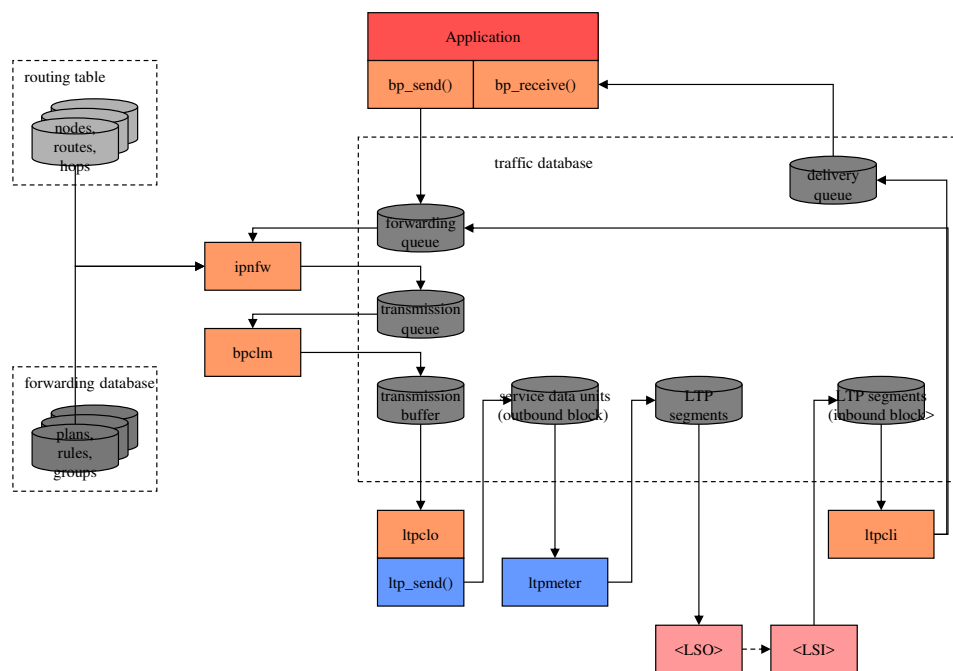 Application
bp_send()
bp_receive()
routing table
nodes,
routes,
hops
traffic database
delivery
queue
forwarding
queue
ipnfw
transmission
queue
bpclm
forwarding database
plans,
rules,
groups
transmission
buffer
service data units
(outbound block)
LTP
segments
LTP segments
(inbound block>
ltpclo
ltp_send()
ltpmeter
ltpcli
<LSO>
<LSI>